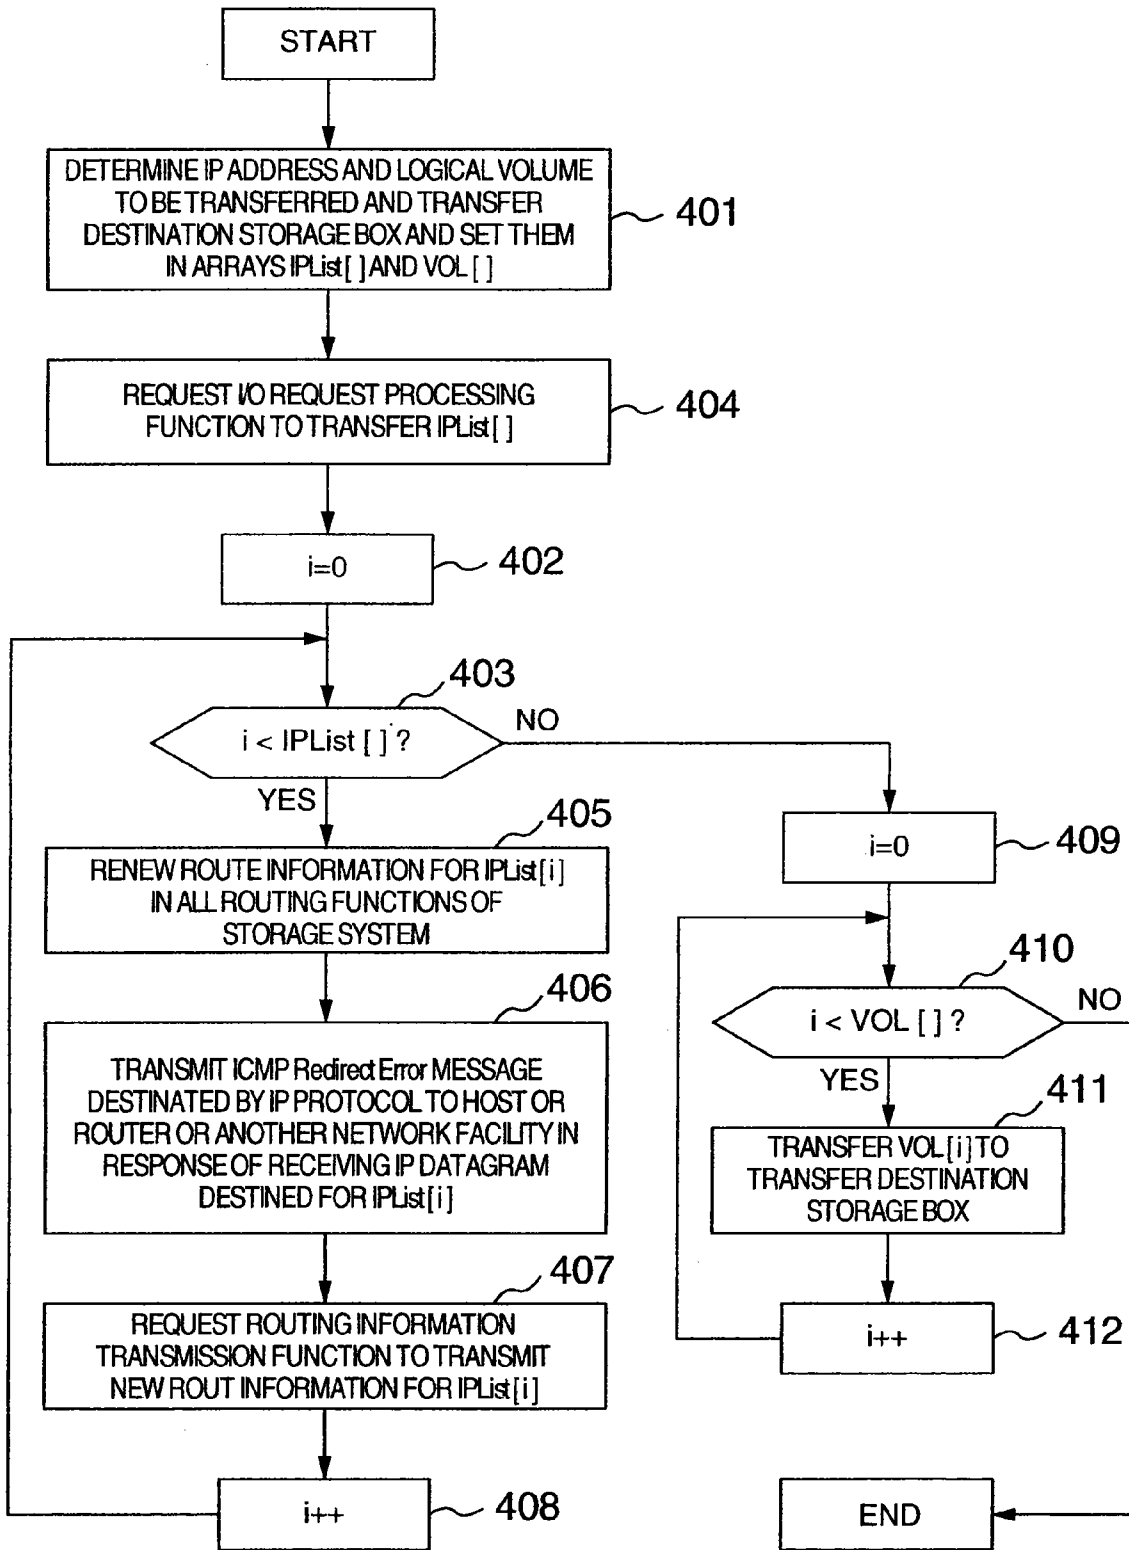 START
DETERMINE IP ADDRESS AND LOGICAL VOLUME
TO BE TRANSFERRED AND TRANSFER
DESTINATION STORAGE BOX AND SET THEM
IN ARRAYS IPList [ ] AND VOL [ ]
401
REQUEST I/O REQUEST PROCESSING
FUNCTION TO TRANSFER IPList [ ]
404
i=0
402
403
i < IPList [ ] ?
NO
YES
405
RENEW ROUTE INFORMATION FOR IPList [i]
IN ALL ROUTING FUNCTIONS OF
STORAGE SYSTEM
406
TRANSMIT ICMP Redirect Error MESSAGE
DESTINATED BY IP PROTOCOL TO HOST OR
ROUTER OR ANOTHER NETWORK FACILITY IN
RESPONSE OF RECEIVING IP DATAGRAM
DESTINED FOR IPList [i]
407
REQUEST ROUTING INFORMATION
TRANSMISSION FUNCTION TO TRANSMIT
NEW ROUT INFORMATION FOR IPList [i]
i++
408
i=0
409
410
i < VOL [ ] ?
NO
YES
411
TRANSFER VOL [i] TO
TRANSFER DESTINATION
STORAGE BOX
i++
412
END